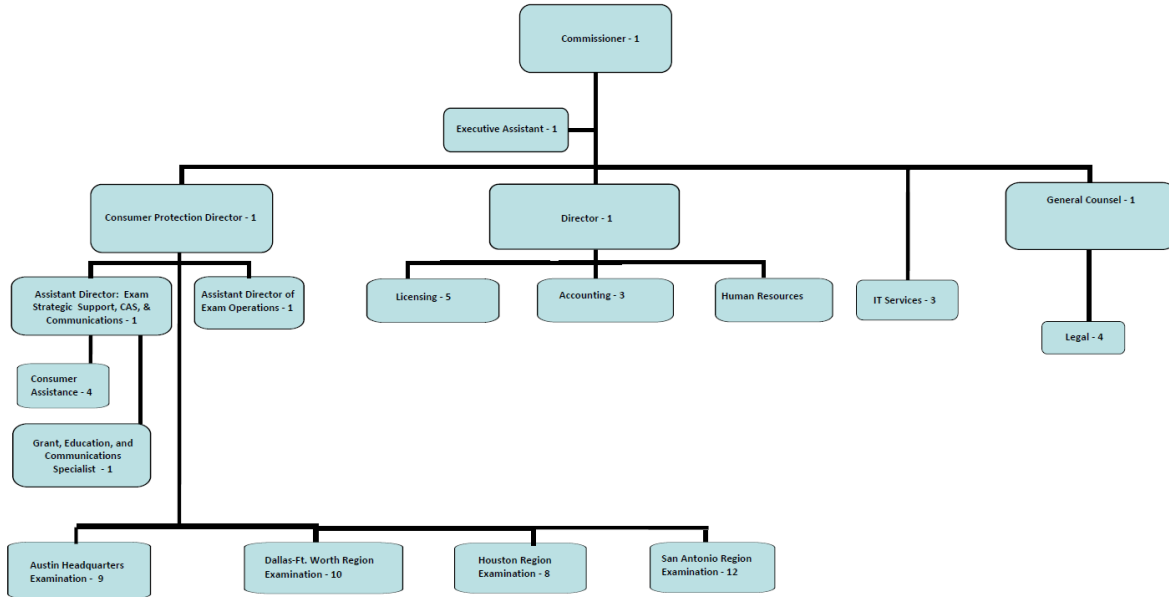 Commissioner - 1
Executive Assistant - 1
Consumer Protection Director - 1
Director - 1
General Counsel - 1
Assistant Director: Exam
Strategic Support, CAS, &
Communications - 1
Assistant Director of
Exam Operations - 1
Licensing - 5
Accounting - 3
Human Resources
IT Services - 3
Legal - 4
Consumer
Assistance - 4
Grant, Education, and
Communications
Specialist - 1
Austin Headquarters
Examination - 9
Dallas-Ft. Worth Region
Examination - 10
Houston Region
Examination - 8
San Antonio Region
Examination - 12